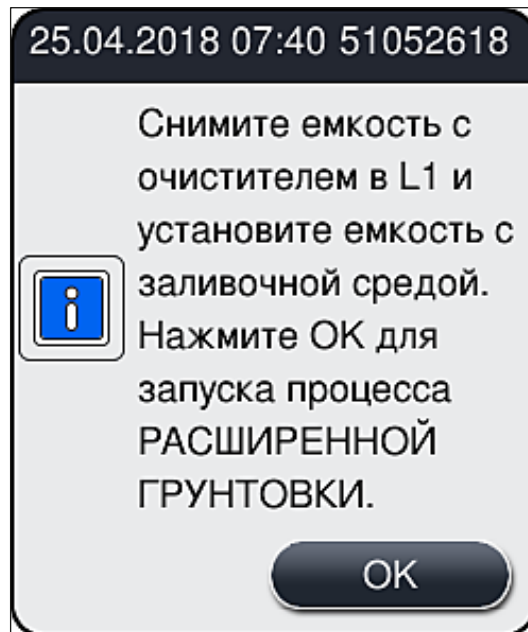 25.04.2018 07:40 51052618
Снимите емкость с
очистителем в L1 и
установите емкость с
заливочной средой.
Нажмите OK для
запуска процесса
РАСШИРЕННОЙ
ГРУНТОВКИ.
OK